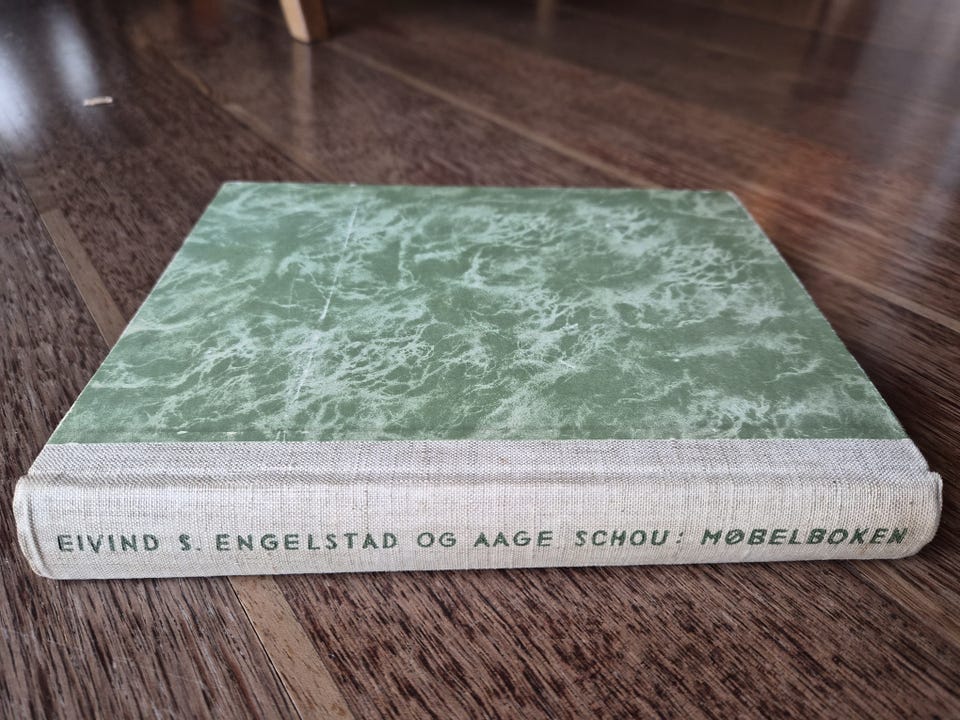 EIVIND S. ENGELSTAD OG AAGE SCHOU: MØBELBOKEN